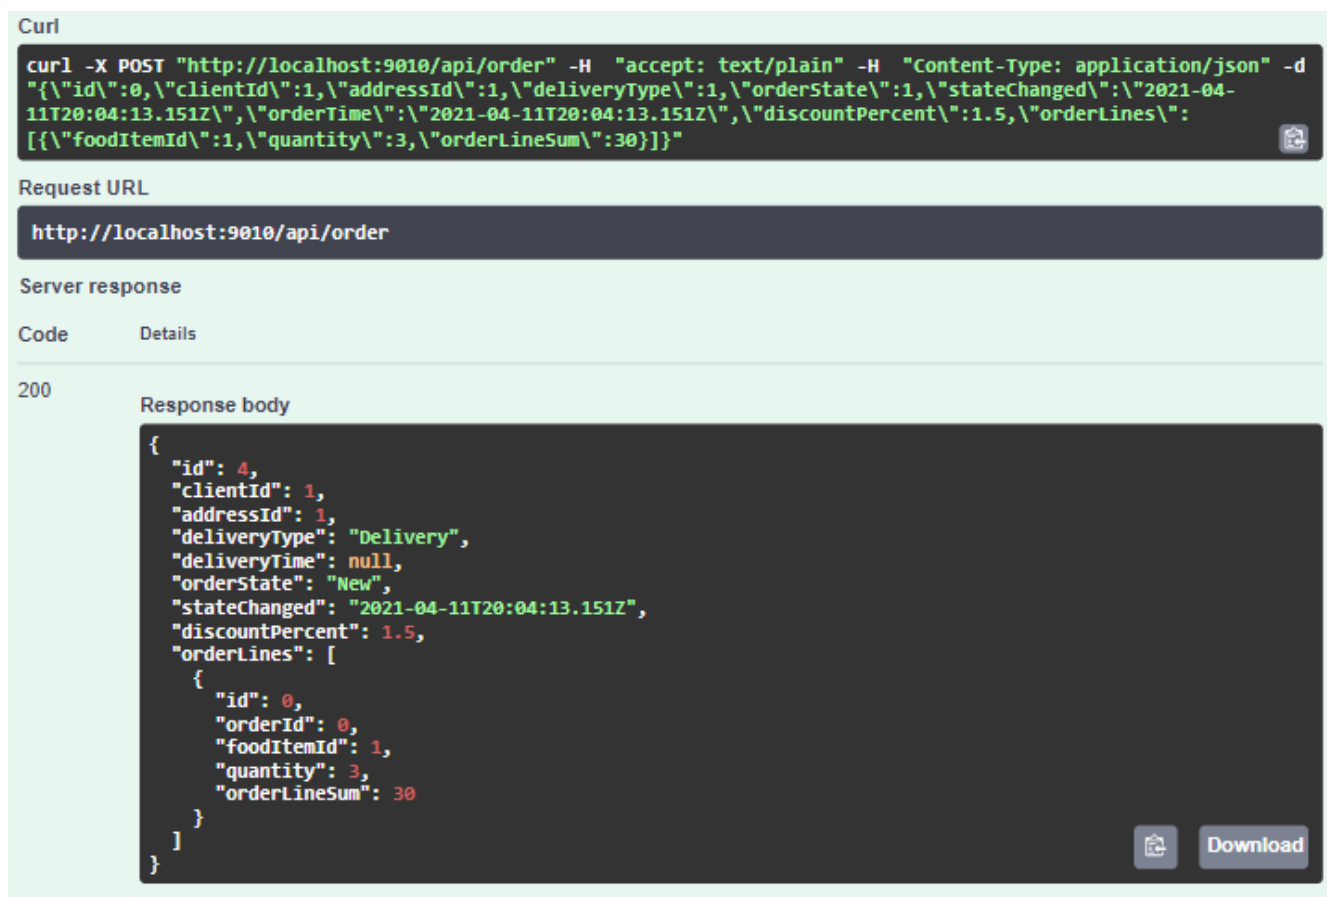 Curl
curl -X POST "http://localhost:9010/api/order" -H  "accept: text/plain" -H  "Content-Type: application/json" -d
"{\"id\":0,\"clientId\":1,\"addressId\":1,\"deliveryType\":1,\"orderState\":1,\"stateChanged\":\"2021-04-
11T20:04:13.151Z\",\"orderTime\":\"2021-04-11T20:04:13.151Z\",\"discountPercent\":1.5,\"orderLines\":
[{\"foodItemId\":1,\"quantity\":3,\"orderLineSum\":30}]}"
Request URL
http://localhost:9010/api/order
Server response
Code Details
200
Response body
{
  "id": 4,
  "clientId": 1,
  "addressId": 1,
  "deliveryType": "Delivery",
  "deliveryTime": null,
  "orderState": "New",
  "stateChanged": "2021-04-11T20:04:13.151Z",
  "discountPercent": 1.5,
  "orderLines": [
    {
      "id": 0,
      "orderId": 0,
      "foodItemId": 1,
      "quantity": 3,
      "orderLineSum": 30
    }
  ]
}
Download